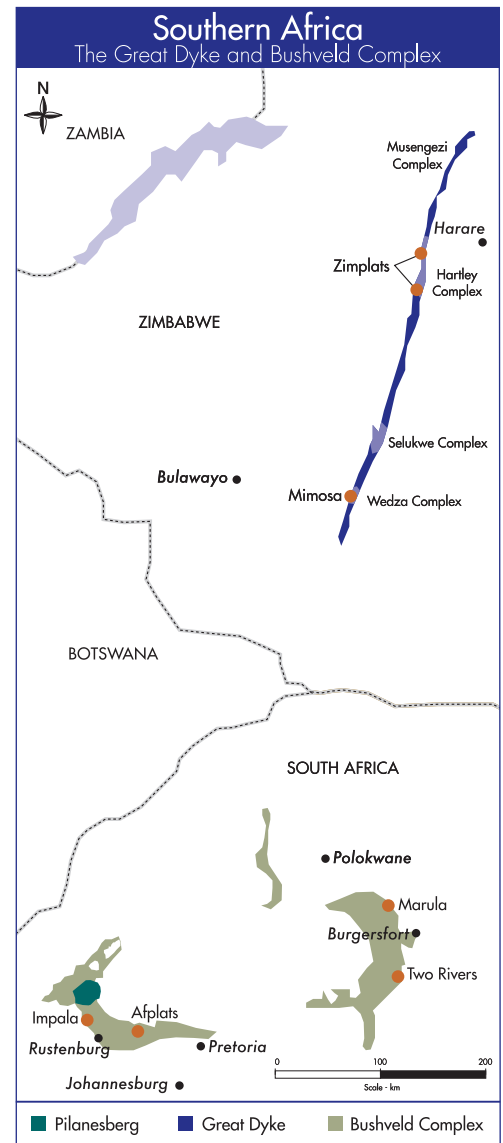 Southern Africa
The Great Dyke and Bushveld Complex
N
ZAMBIA
Musengezi
Complex
Harare
Zimplats
Hartley
Complex
ZIMBABWE
Selukwe Complex
Bulawayo
Mimosa
Wedza Complex
BOTSWANA
SOUTH AFRICA
Polokwane
Marula
Burgersfort
Two Rivers
Impala
Afplats
Rustenburg
Pretoria
Johannesburg
0 100 200
Scale - km
Pilanesberg Great Dyke Bushveld Complex